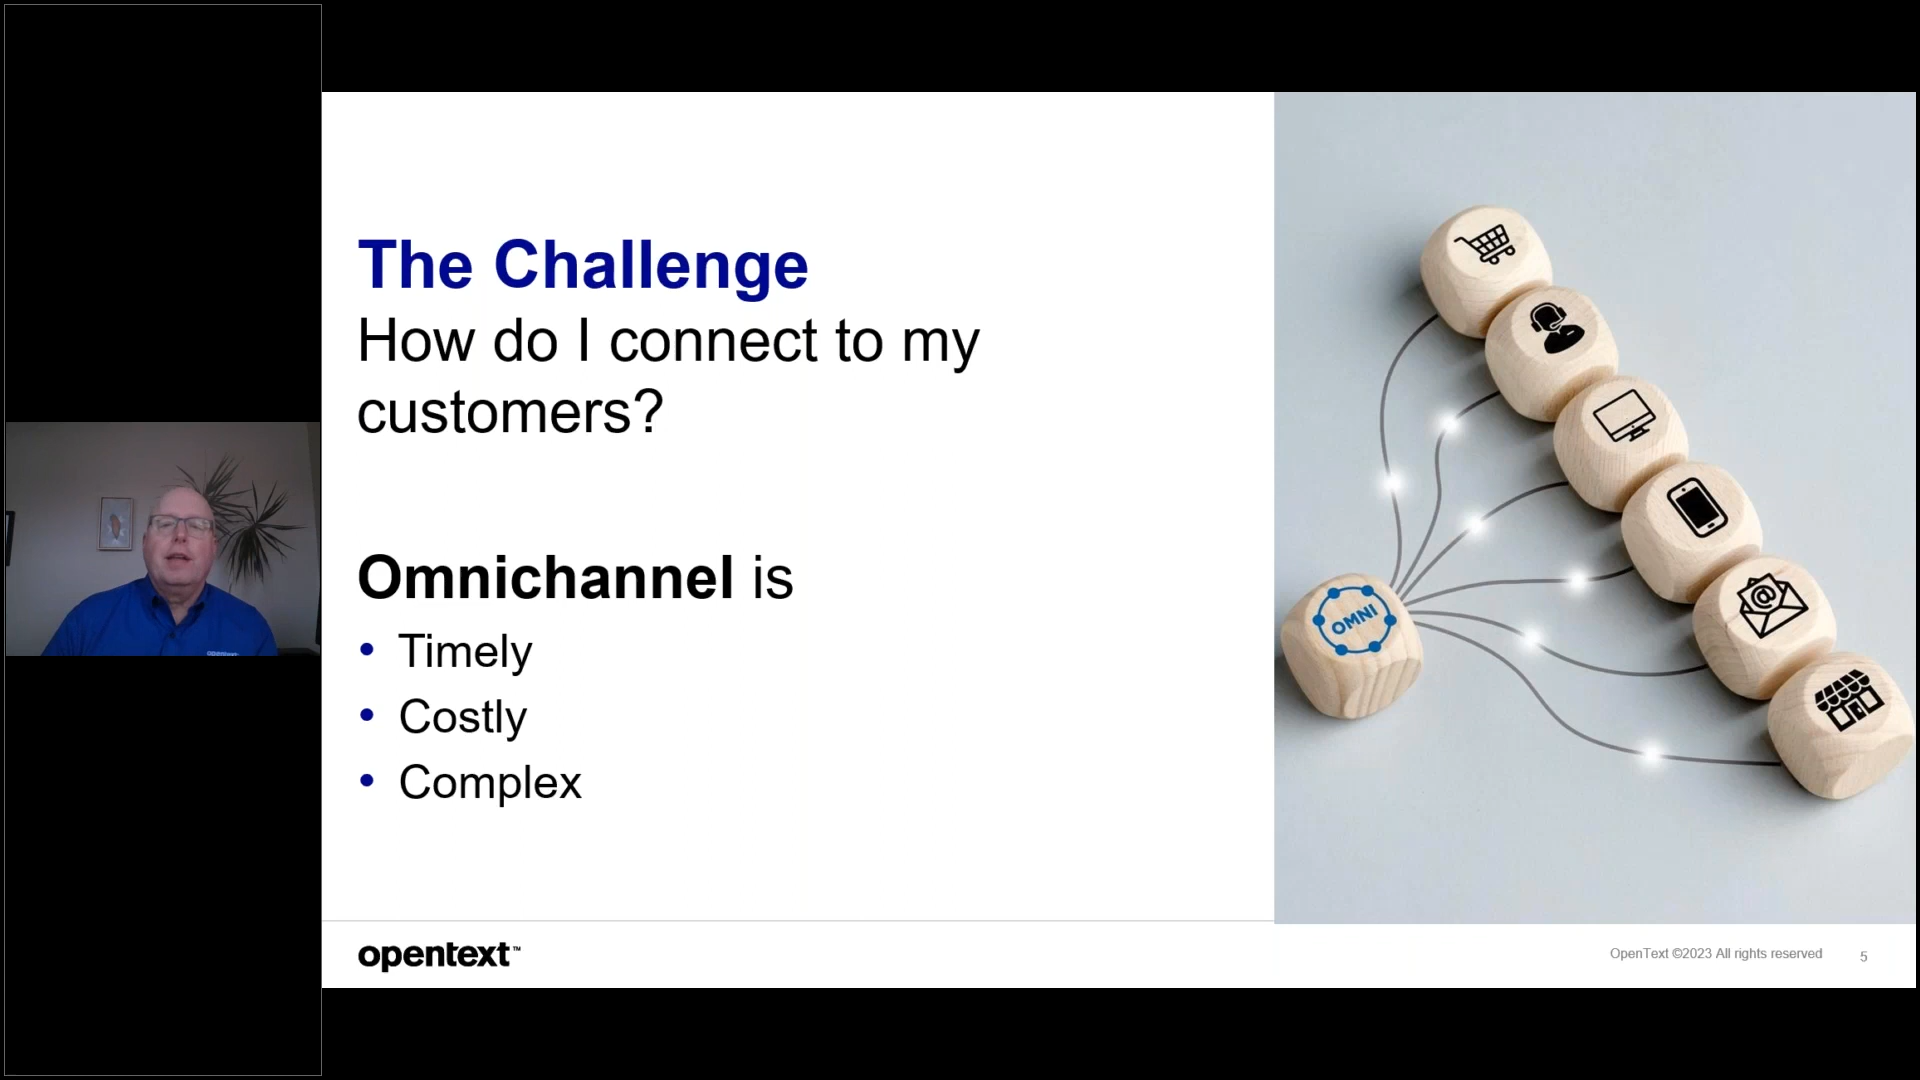 The Challenge
How do I connect to my
customers?
Omnichannel is
• Timely
• Costly
• Complex
OMNI
@
opentext™
OpenText ©2023 All rights reserved
5
opentext